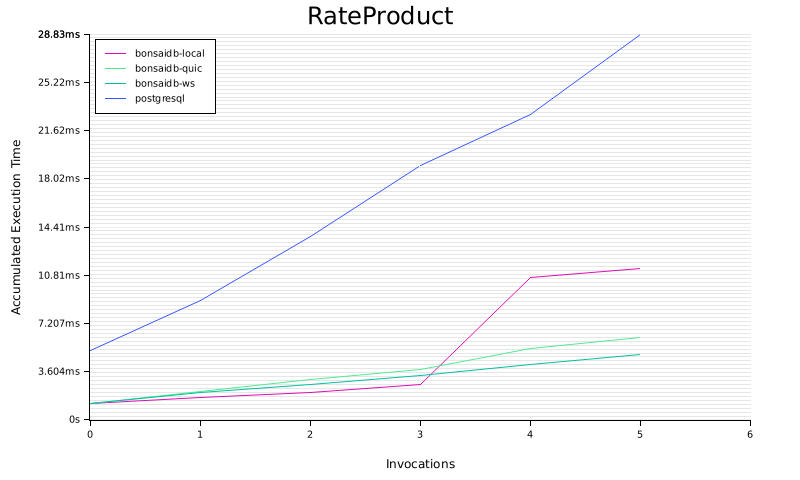 RateProduct
28.83ms
25.22ms
21.62ms
18.02ms
14.41ms
10.81ms
7.207ms
3.604ms
0s
Accumulated Execution Time
bonsaidb-local
bonsaidb-quic
bonsaidb-ws
postgresql
0 1 2 3 4 5 6
Invocations